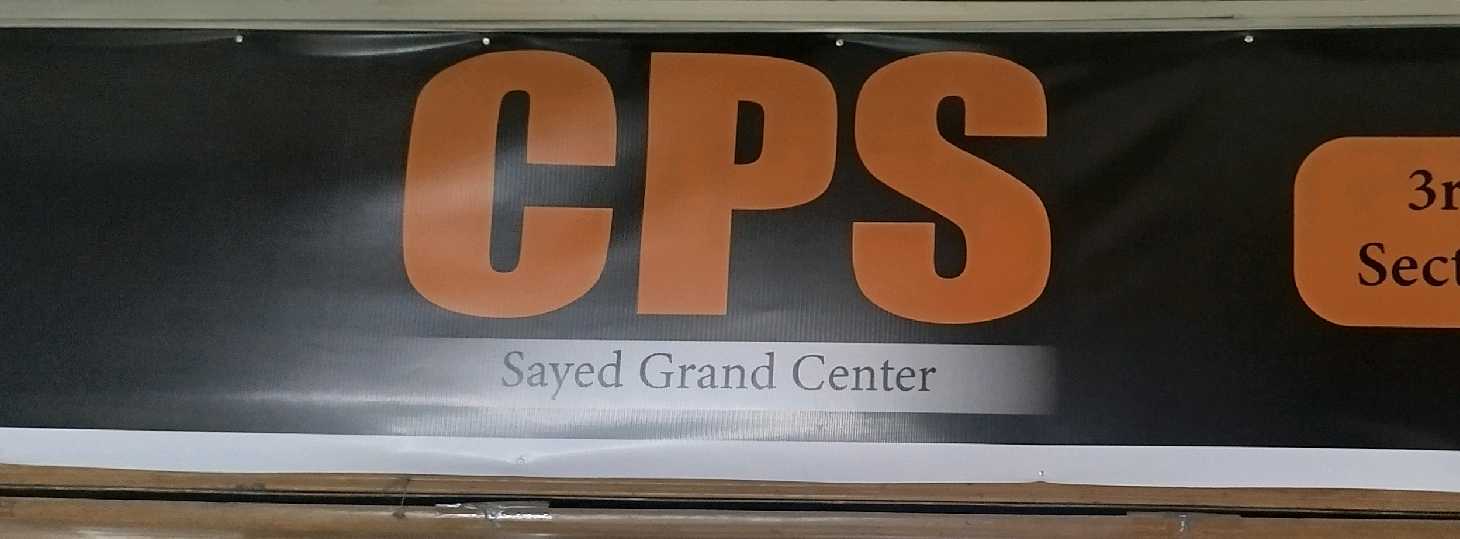 CPS
Sayed Grand Center